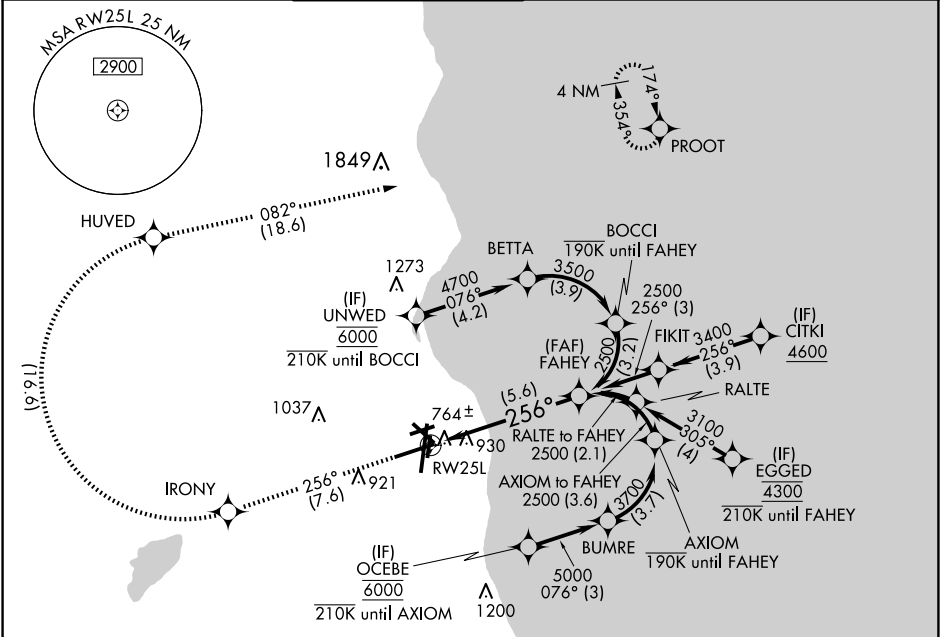 MSA RW25L 25 NM
2900
4 NM
174°
354°
PROOT
1849
HUVED
082°
(18.6)
BOCCI
190K until FAHEY
BETTA
1273
4700
076°
(4.2)
3500
(3.9)
(IF)
UNWED
6000
210K until BOCCI
2500
256° (3)
FIKIT
3400
256°
(3.9)
(IF)
CITKI
4600
2500
(3.2)
(FAF)
FAHEY
(5.6)
256°
RALTE
(16.6)
1037
764±
930
RW25L
RALTE to FAHEY
2500 (2.1)
3100
305°
(4)
(IF)
EGGED
4300
210K until FAHEY
AXIOM to FAHEY
2500 (3.6)
256°
(7.6)
921
IRONY
3700
(3.7)
BUMRE
AXIOM
190K until FAHEY
(IF)
OCEBE
6000
210K until AXIOM
5000
076° (3)
1200